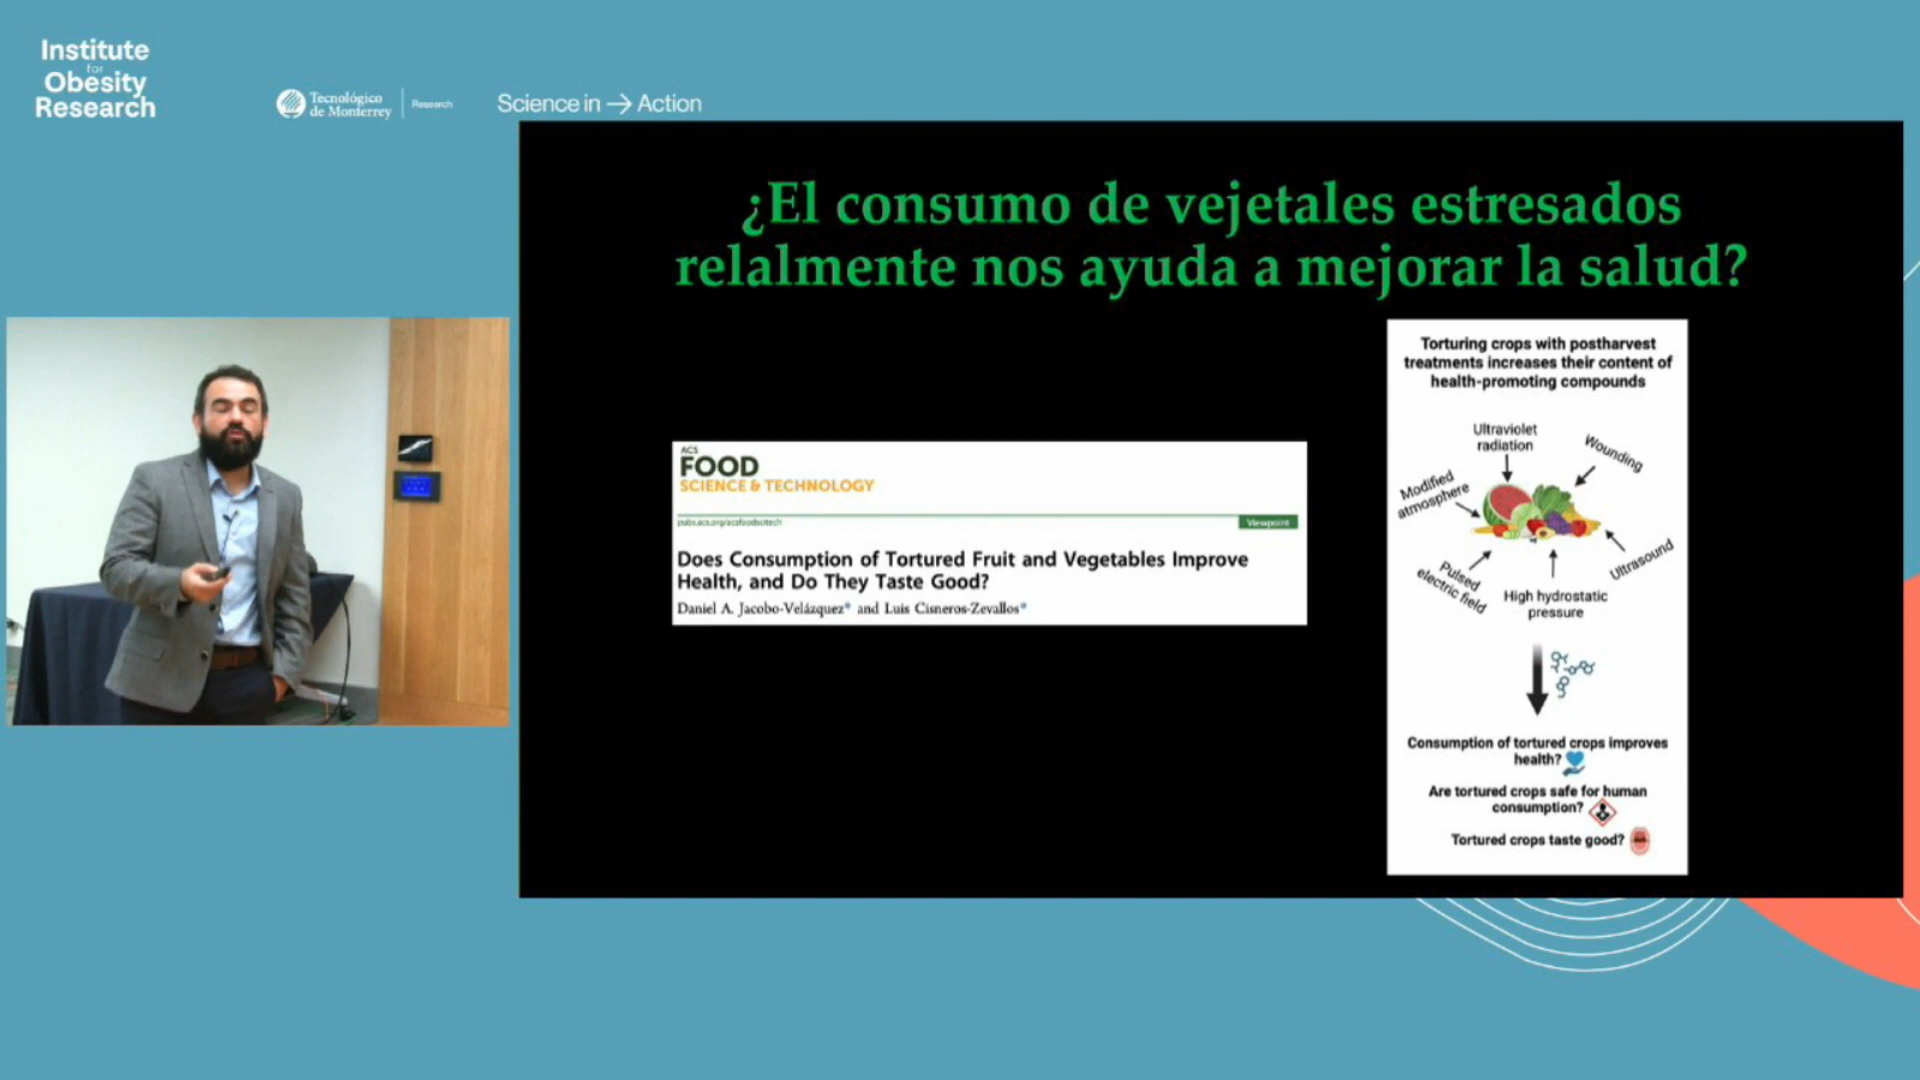 Institute
for
Obesity
Research
Tecnológico
de Monterrey
Research
Science in → Action
¿El consumo de vejetales estresados
relalmente nos ayuda a mejorar la salud?
ACS
FOOD
SCIENCE & TECHNOLOGY
pubs.acs.org/acsfoodscitech
Viewpoint
Does Consumption of Tortured Fruit and Vegetables Improve
Health, and Do They Taste Good?
Daniel A. Jacobo-Velázquez* and Luis Cisneros-Zevallos*
Torturing crops with postharvest
treatments increases their content of
health-promoting compounds
Ultraviolet
radiation
Wounding
Modified
atmosphere
Ultrasound
Pulsed
electric field
High hydrostatic
pressure
Consumption of tortured crops improves
health?
Are tortured crops safe for human
consumption?
Tortured crops taste good?